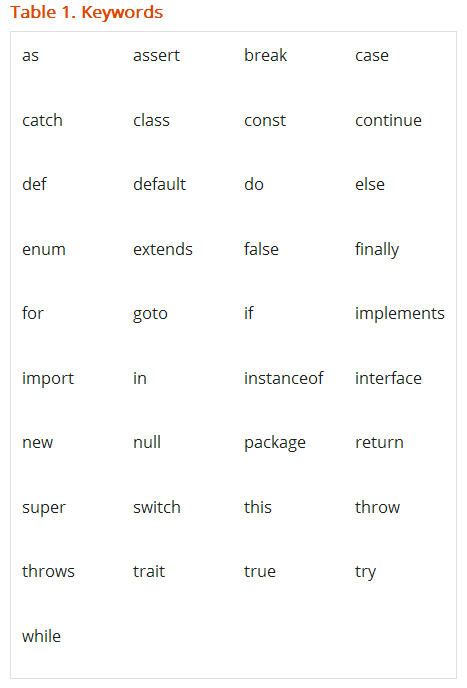 Table 1. Keywords
as assert break case
catch class const continue
def default do else
enum extends false finally
for goto if implements
import in instanceof interface
new null package return
super switch this throw
throws trait true try
while